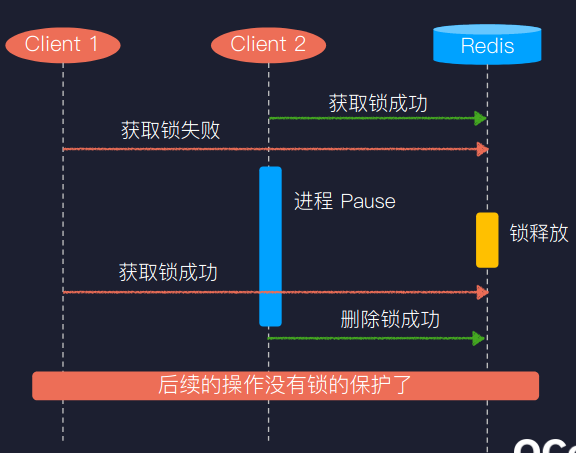 Client 1
Client 2
Redis
获取锁成功
获取锁失败
进程 Pause
锁释放
获取锁成功
删除锁成功
后续的操作没有锁的保护了